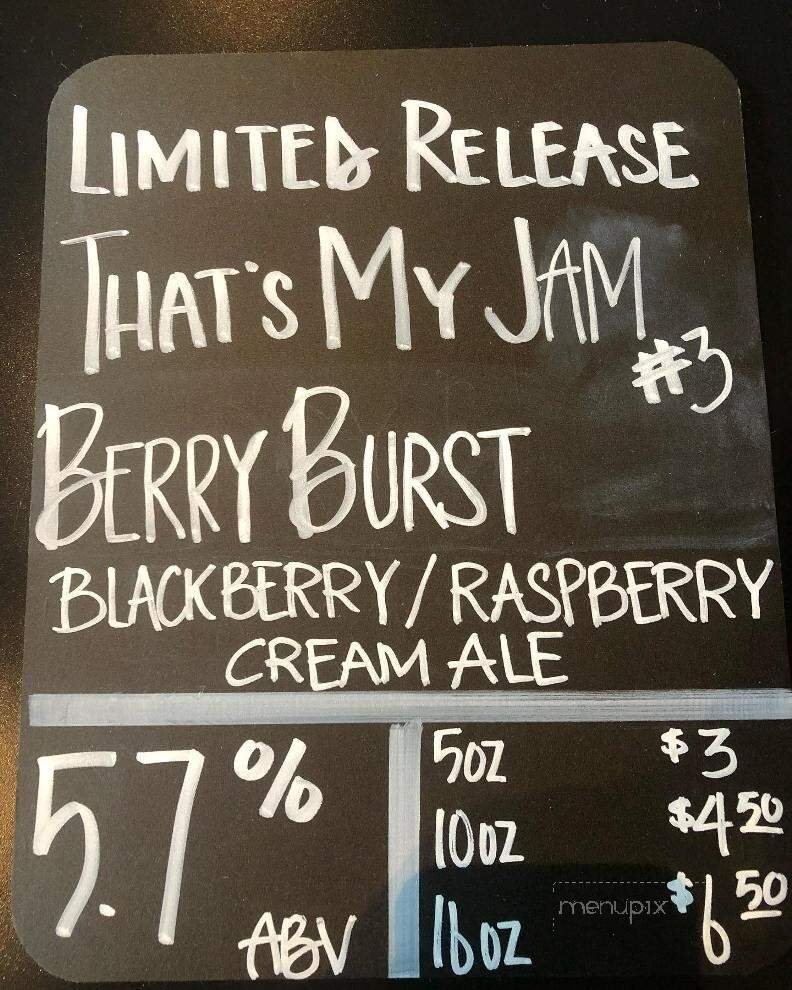 LIMITED RELEASE
THAT'S MY JAM
#3
BERRY BURST
BLACKBERRY/RASPBERRY
CREAM ALE
5.7% ABV
5oz $3
10oz $4.50
16oz $6.50
menupix